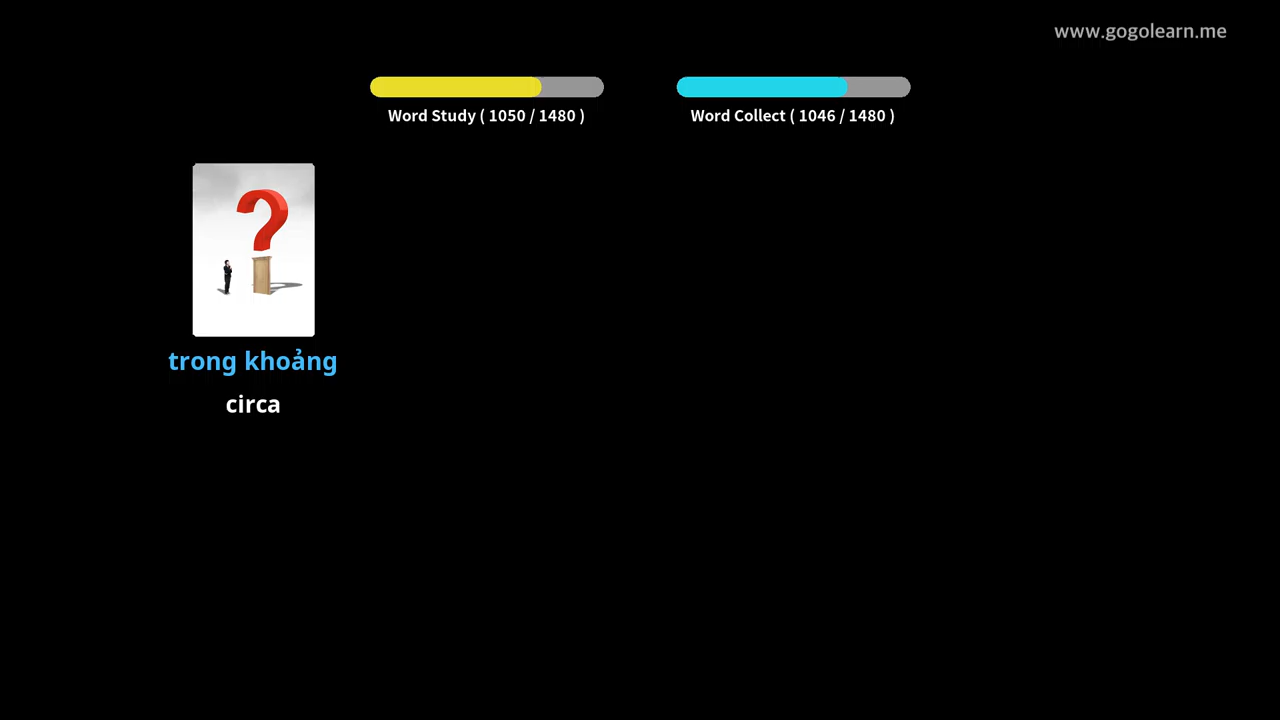 www.gogolearn.me
Word Study ( 1050 / 1480 )
Word Collect ( 1046 / 1480 )
trong khoảng
circa